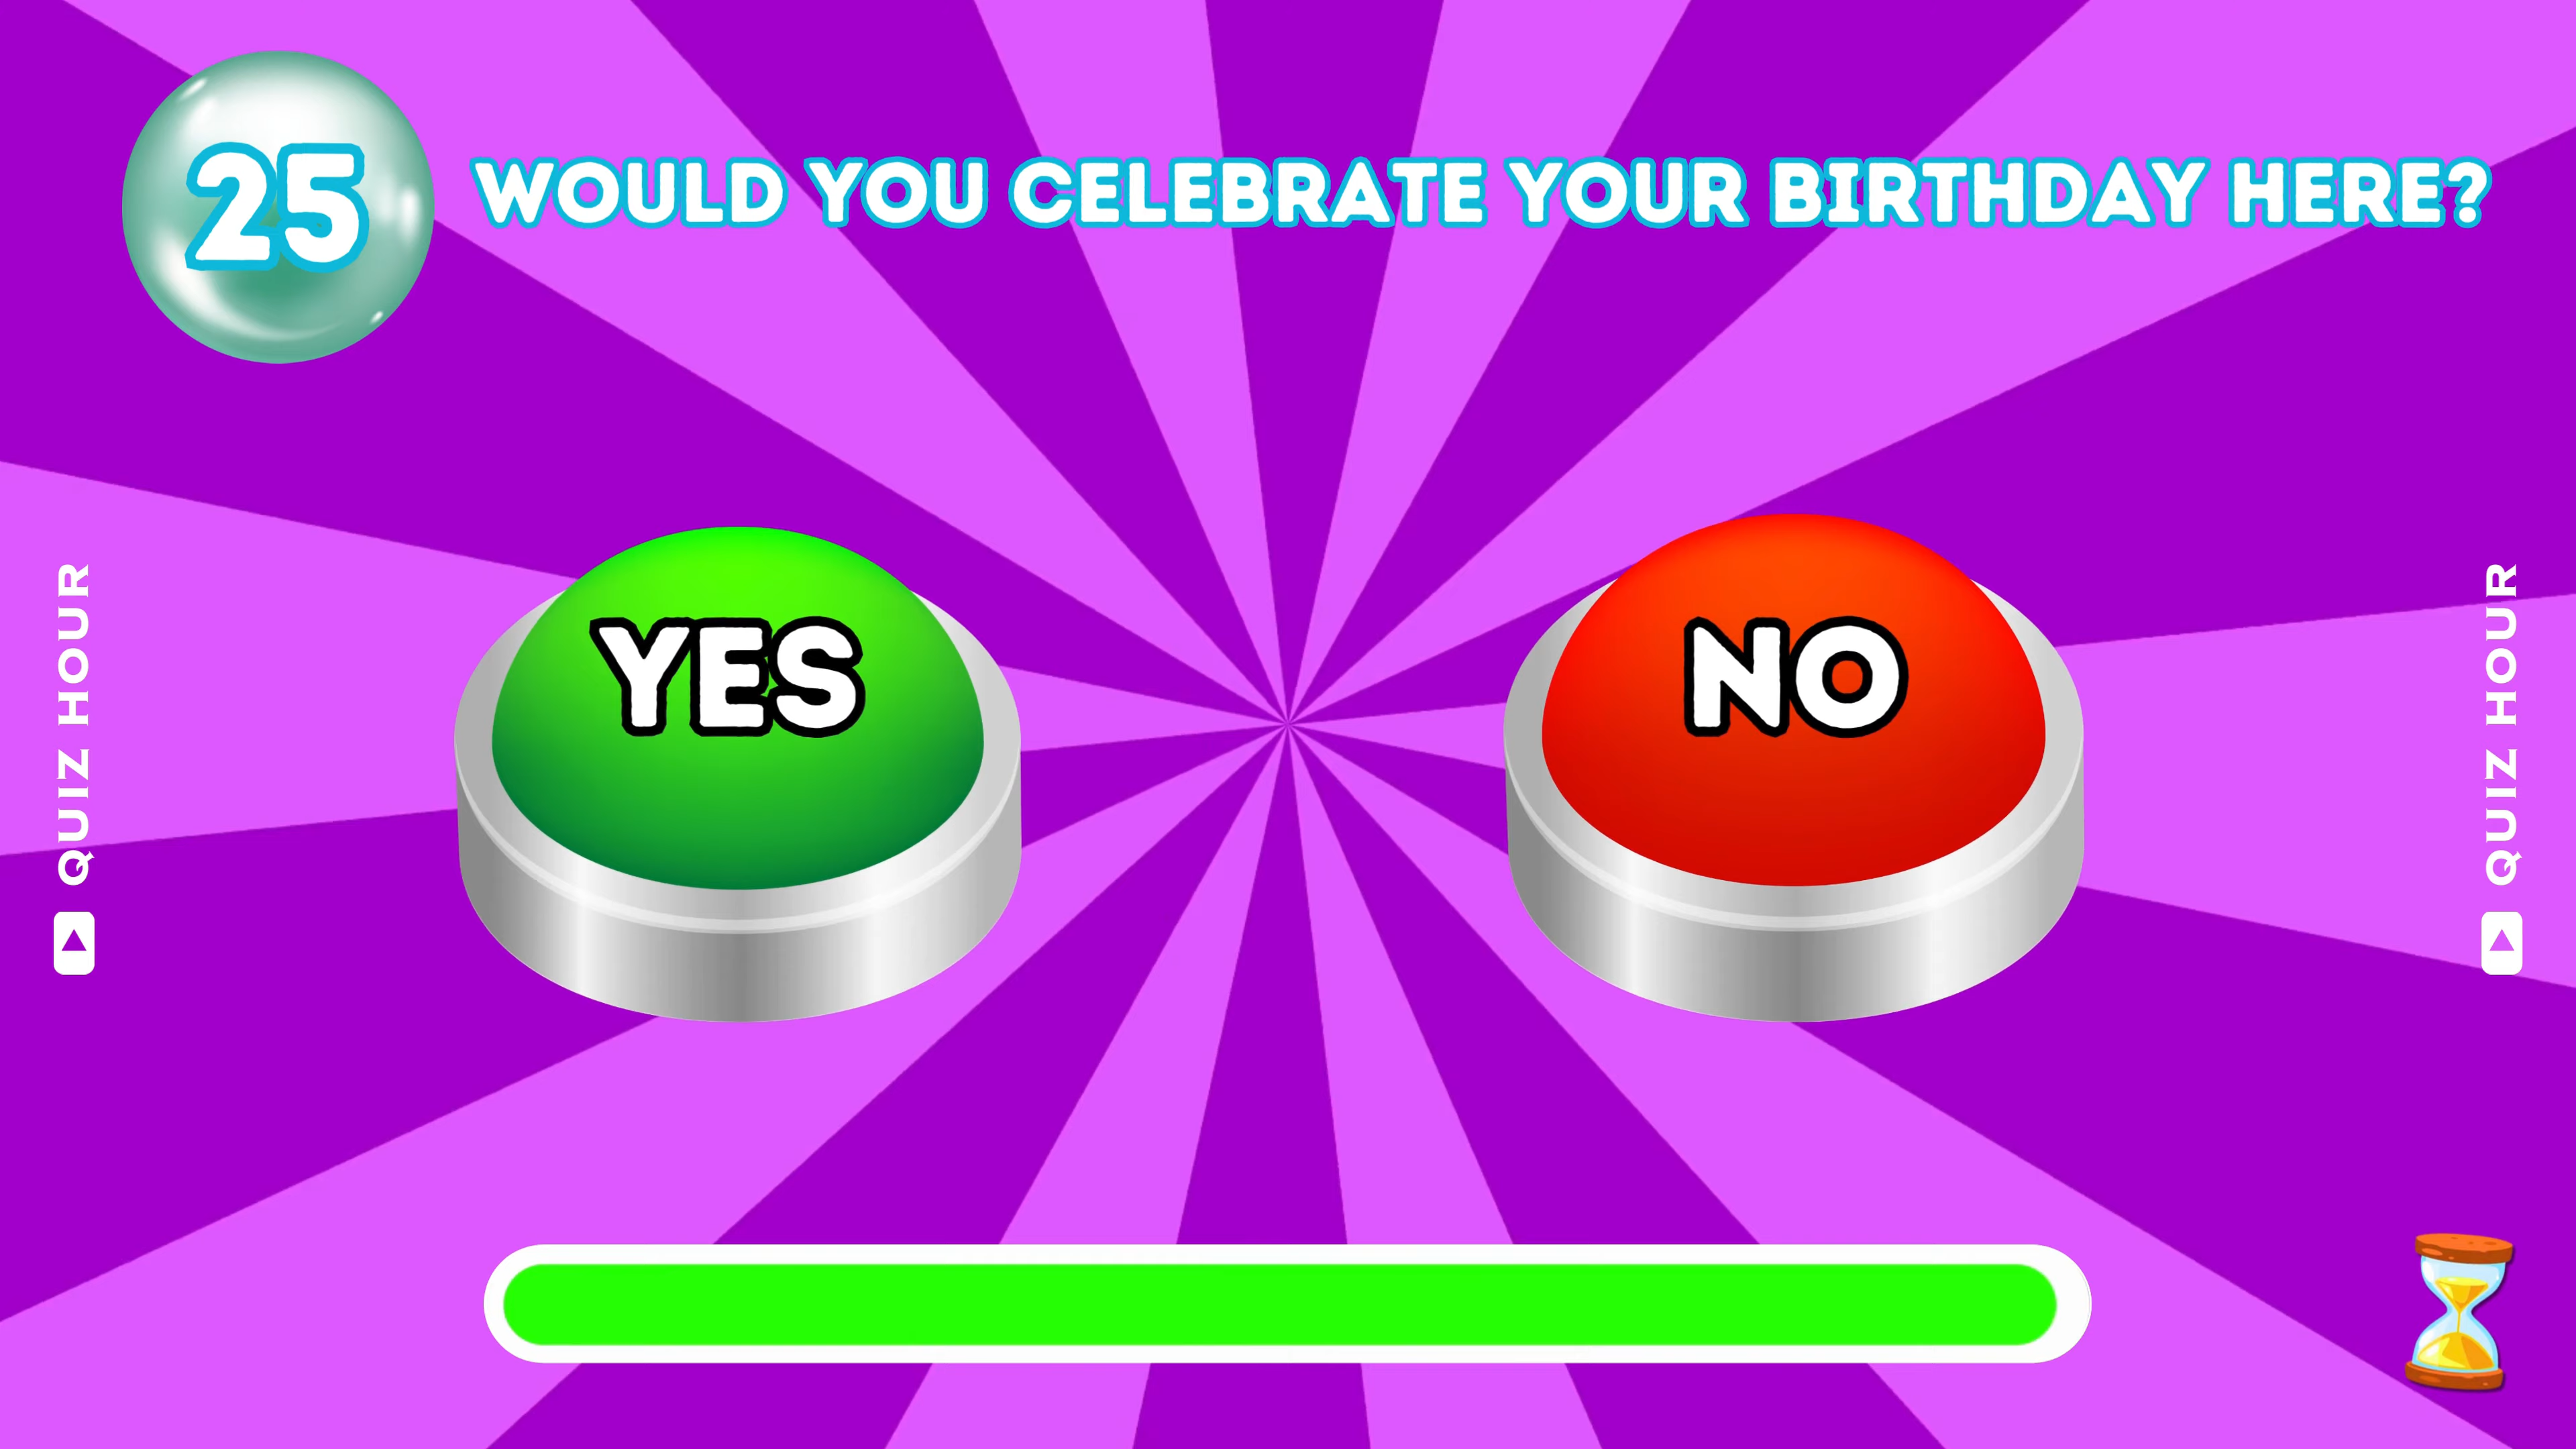 25
WOULD YOU CELEBRATE YOUR BIRTHDAY HERE?
YES
NO
QUIZ HOUR
QUIZ HOUR